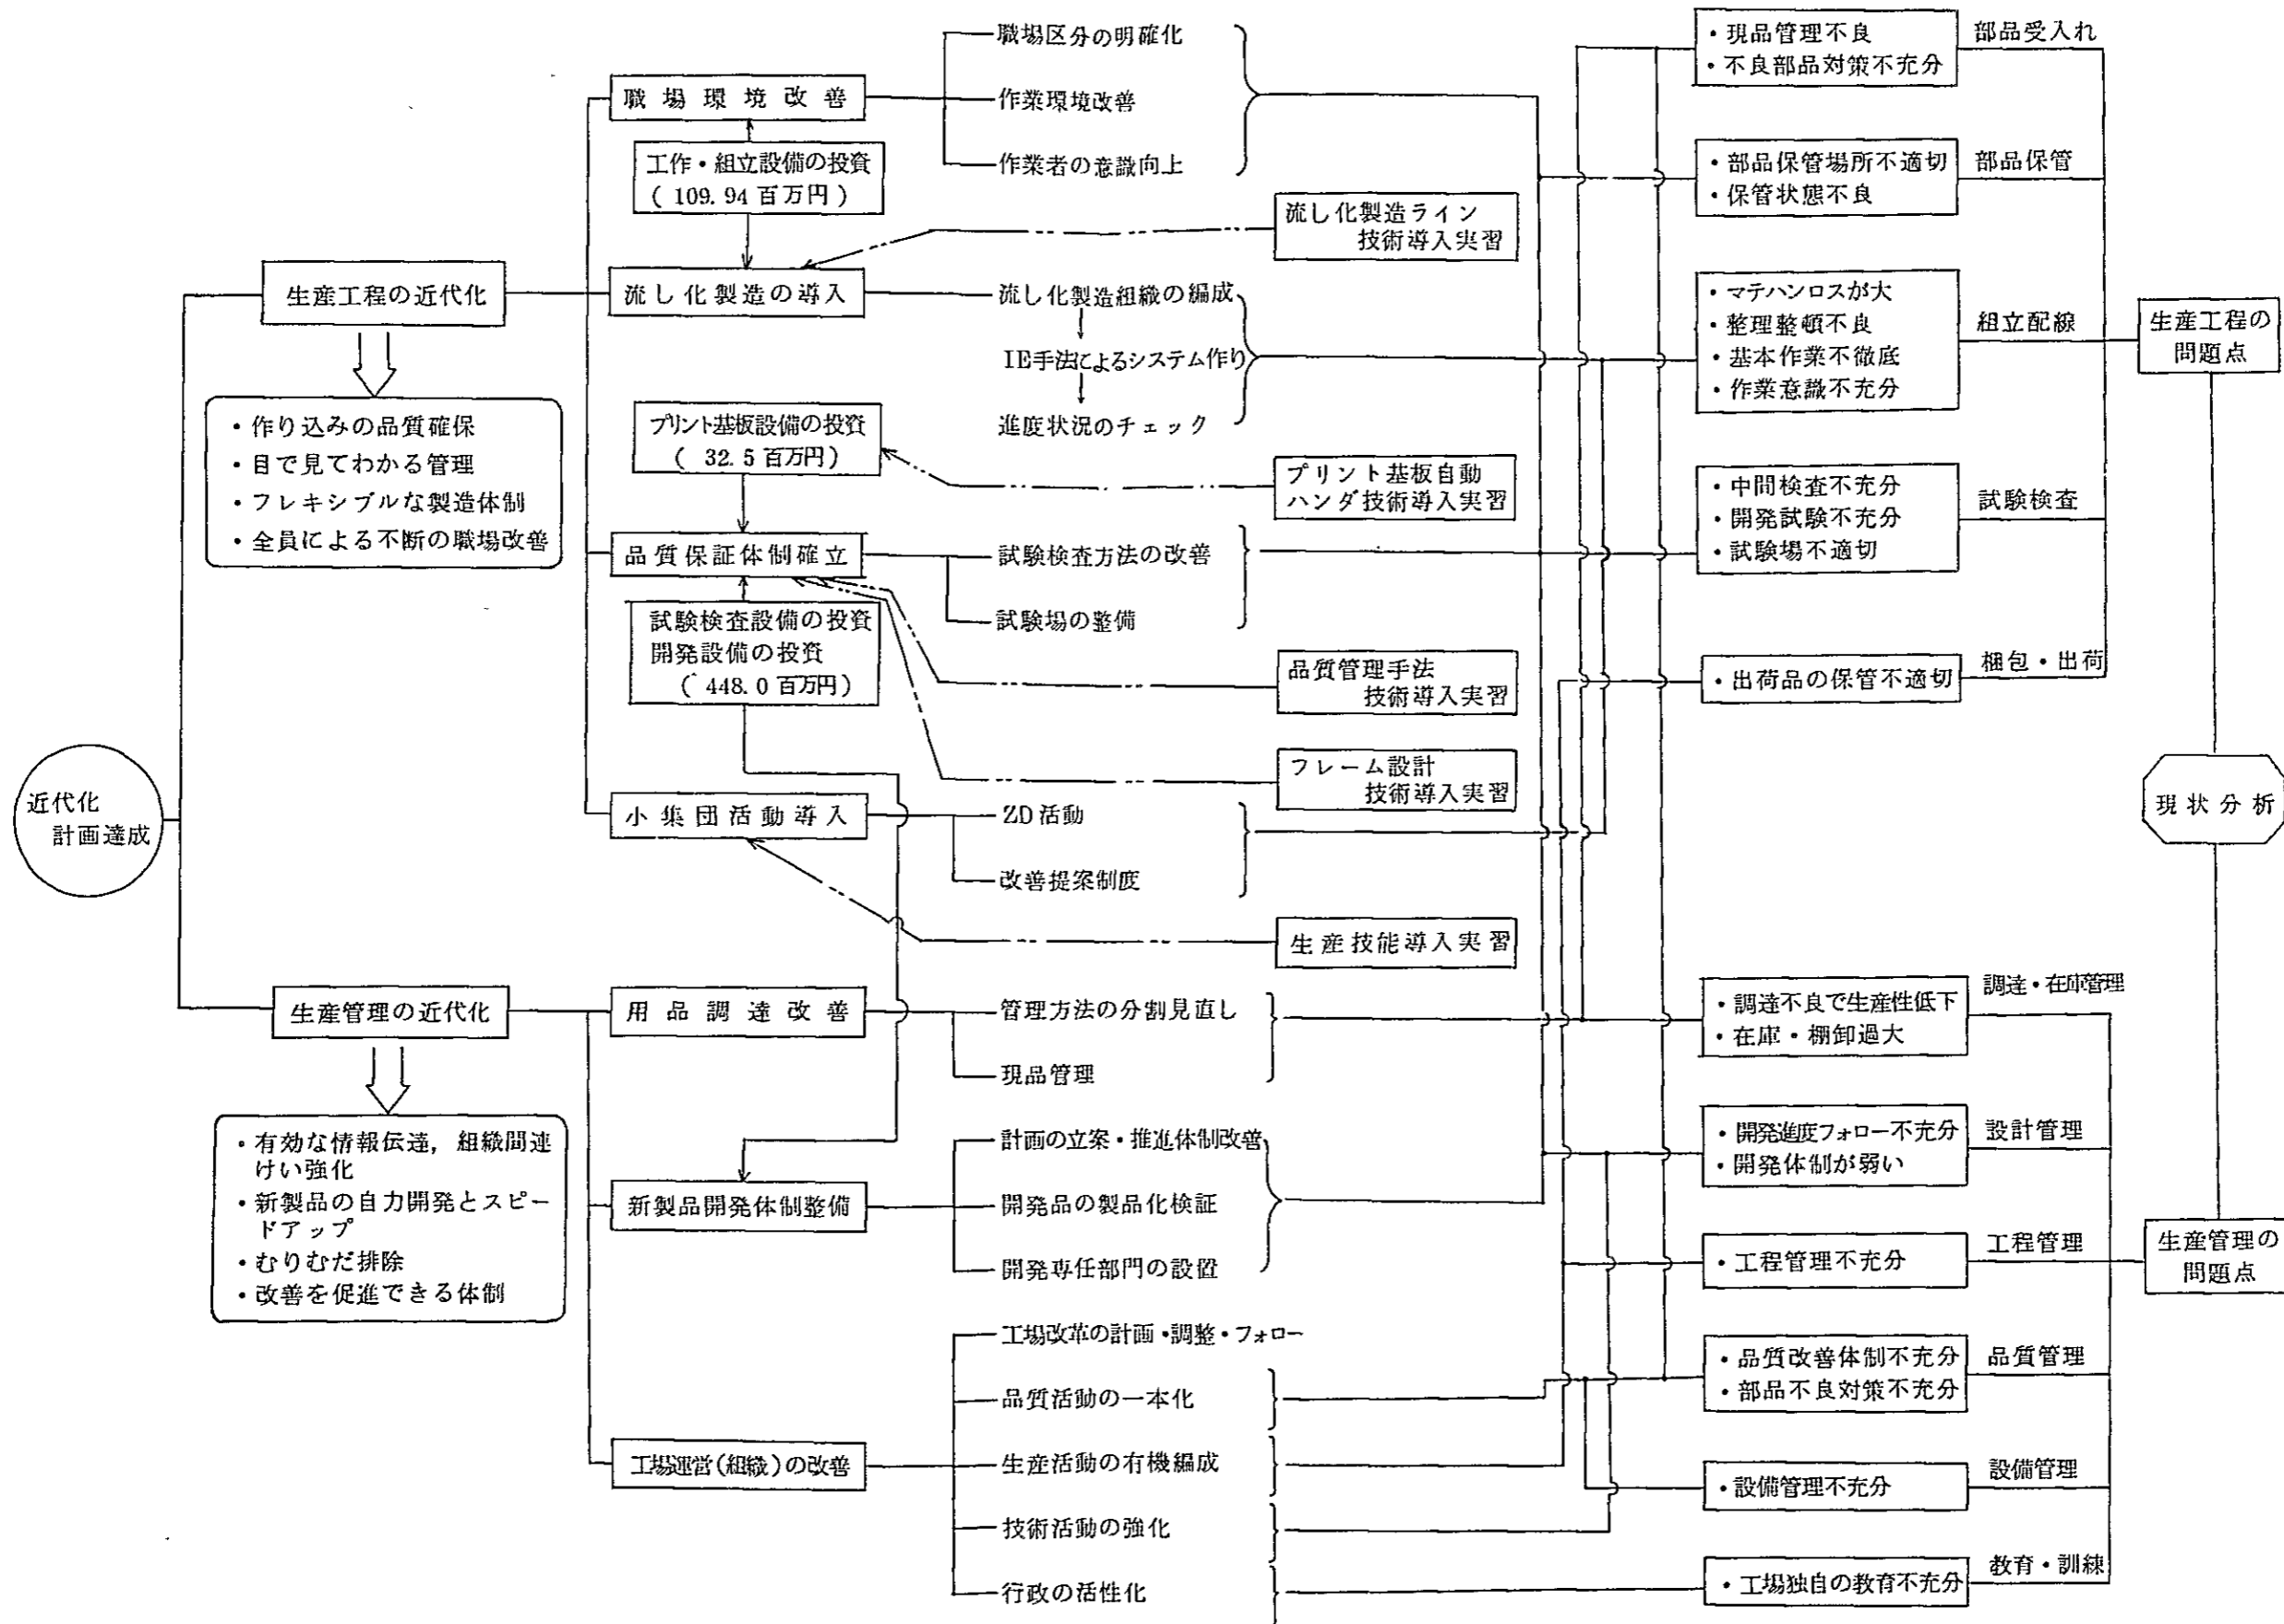 近代化
計画達成
生産工程の近代化
・作り込みの品質確保
・目で見てわかる管理
・フレキシブルな製造体制
・全員による不断の職場改善
生産管理の近代化
・有効な情報伝達，組織間連
けい強化
・新製品の自力開発とスピー
ドアップ
・むりむだ排除
・改善を促進できる体制
職場環境改善
工作・組立設備の投資
(109.94百万円)
流し化製造の導入
プリント基板設備の投資
(32.5百万円)
品質保証体制確立
試験検査設備の投資
開発設備の投資
(448.0百万円)
小集団活動導入
用品調達改善
新製品開発体制整備
工場運営(組織)の改善
職場区分の明確化
作業環境改善
作業者の意識向上
流し化製造組織の編成
IE手法によるシステム作り
進度状況のチェック
試験検査方法の改善
試験場の整備
ZD活動
改善提案制度
管理方法の分割見直し
現品管理
計画の立案・推進体制改善
開発品の製品化検証
開発専任部門の設置
工場改革の計画・調整・フォロー
品質活動の一本化
生産活動の有機編成
技術活動の強化
行政の活性化
流し化製造ライン
技術導入実習
プリント基板自動
ハンダ技術導入実習
品質管理手法
技術導入実習
フレーム設計
技術導入実習
生産技能導入実習
・現品管理不良
・不良部品対策不充分
部品受入れ
・部品保管場所不適切
・保管状態不良
部品保管
・マテハンロスが大
・整理整頓不良
・基本作業不徹底
・作業意識不充分
組立配線
・中間検査不充分
・開発試験不充分
・試験場不適切
試験検査
・出荷品の保管不適切
梱包・出荷
・調達不良で生産性低下
・在庫・棚卸過大
調達・在庫管理
・開発進度フォロー不充分
・開発体制が弱い
設計管理
・工程管理不充分
工程管理
・品質改善体制不充分
・部品不良対策不充分
品質管理
・設備管理不充分
設備管理
・工場独自の教育不充分
教育・訓練
生産工程の
問題点
現状分析
生産管理の
問題点